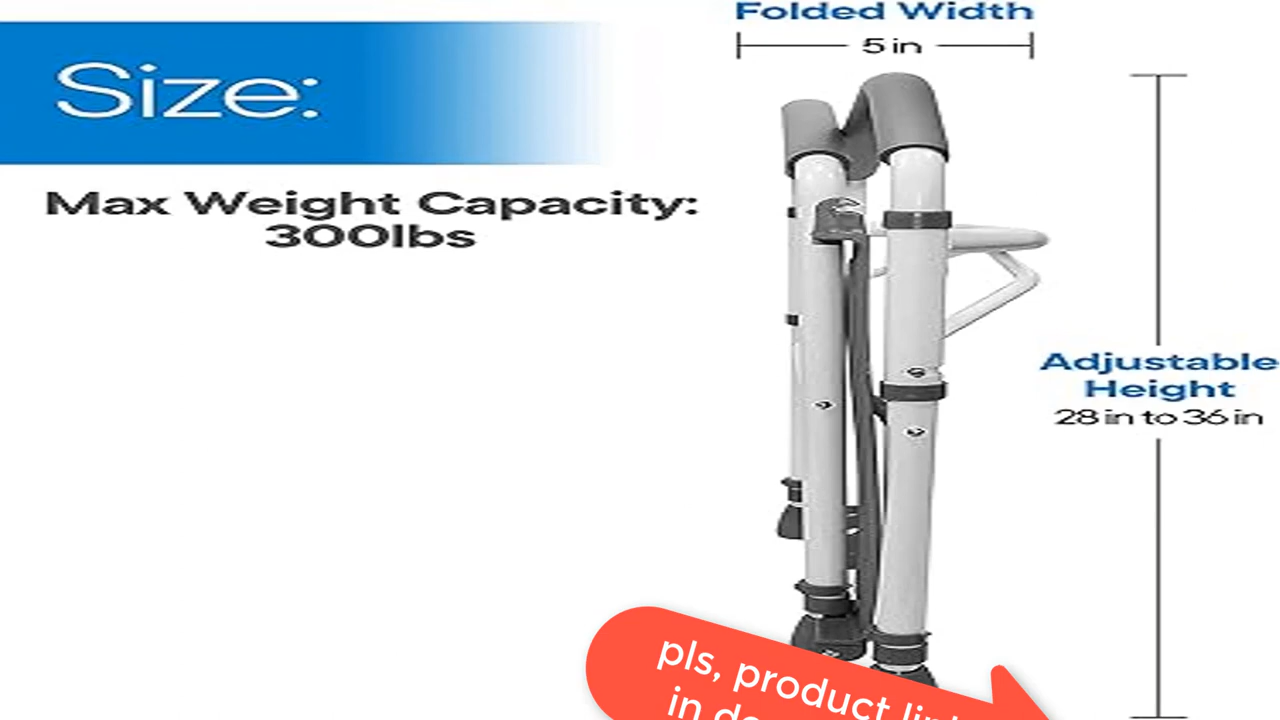 Folded Width
5 in
Size:
Max Weight Capacity:
300lbs
Adjustable
Height
28 in to 36 in
pls, product
in